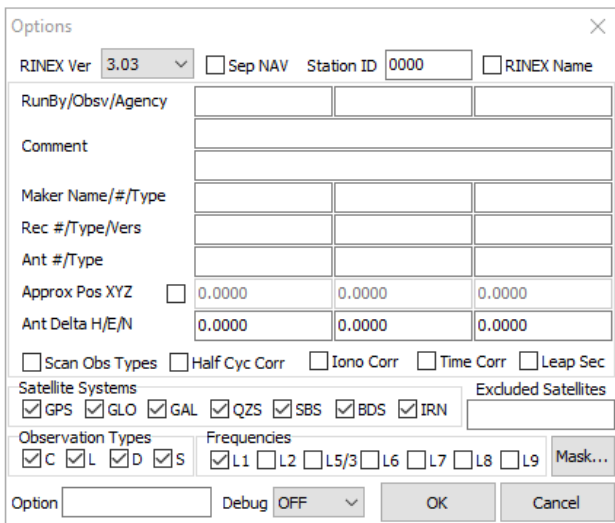 Options
RINEX Ver 3.03 Sep NAV Station ID 0000 RINEX Name
RunBy/Obsv/Agency
Comment
Maker Name/#/Type
Rec #/Type/Vers
Ant #/Type
Approx Pos XYZ 0.0000 0.0000 0.0000
Ant Delta H/E/N 0.0000 0.0000 0.0000
Scan Obs Types Half Cyc Corr Iono Corr Time Corr Leap Sec
Satellite Systems Excluded Satellites
GPS GLO GAL QZS SBS BDS IRN
Observation Types Frequencies
C L D S L1 L2 L5/3 L6 L7 L8 L9 Mask...
Option Debug OFF OK Cancel